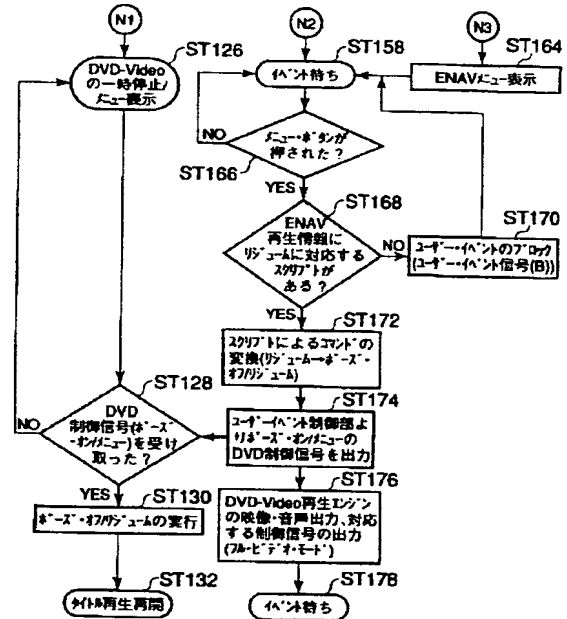 N1
N2
N3
ST126
DVD-Video
の一時停止/
メニュー表示
ST158
イベント待ち
ST164
ENAVメニュー表示
NO
メニュー・ボタンが
押された？
ST166
YES
ST168
ENAV
再生情報に
リジュームに対応する
スクリプトが
ある？
NO
ST170
ユーザー・イベントのブロック
(ユーザー・イベント信号(B))
YES
ST172
スクリプトによるコマンドの
変換(リジューム→ポーズ・
オフ/リジューム)
ST128
DVD
制御信号(ポーズ
・オン/メニュー)を受け
取った？
NO
YES
ST174
ユーザーイベント制御部よ
りポーズ・オン/メニューの
DVD制御信号を出力
ST130
ポーズ・オフ/リジュームの実行
ST176
DVD-Video再生エンジン
の映像・音声出力、対応
する制御信号の出力
(フル・ビデオ・モード)
ST132
タイトル再生再開
ST178
イベント待ち